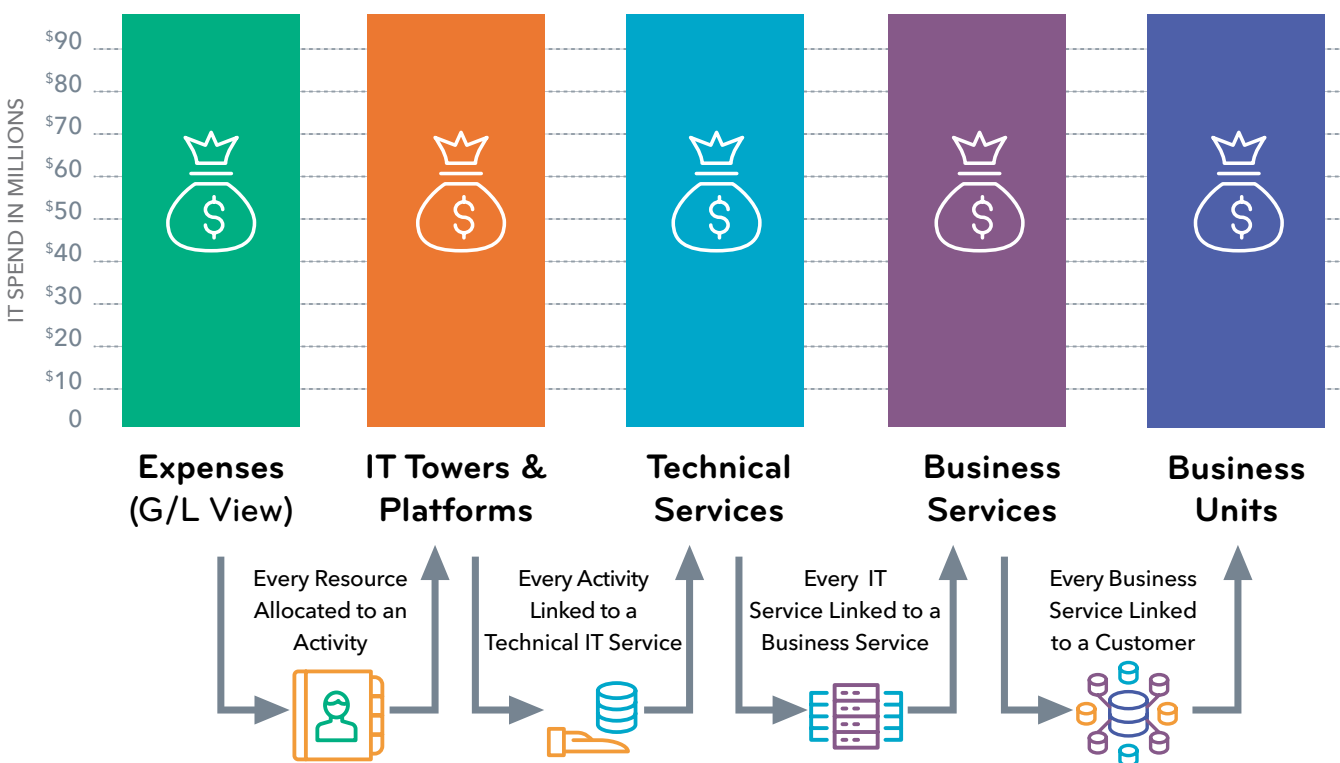 IT SPEND IN MILLIONS
$90
$80
$70
$60
$50
$40
$30
$20
$10
0
$
$
$
$
$
Expenses
(G/L View)
IT Towers &
Platforms
Technical
Services
Business
Services
Business
Units
Every Resource
Allocated to an
Activity
Every Activity
Linked to a
Technical IT Service
Every IT
Service Linked to a
Business Service
Every Business
Service Linked
to a Customer